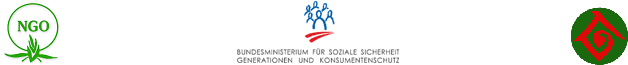 NGO
BUNDESMINISTERIUM FÜR SOZIALE SICHERHEIT
GENERATIONEN UND KONSUMENTENSCHUTZ